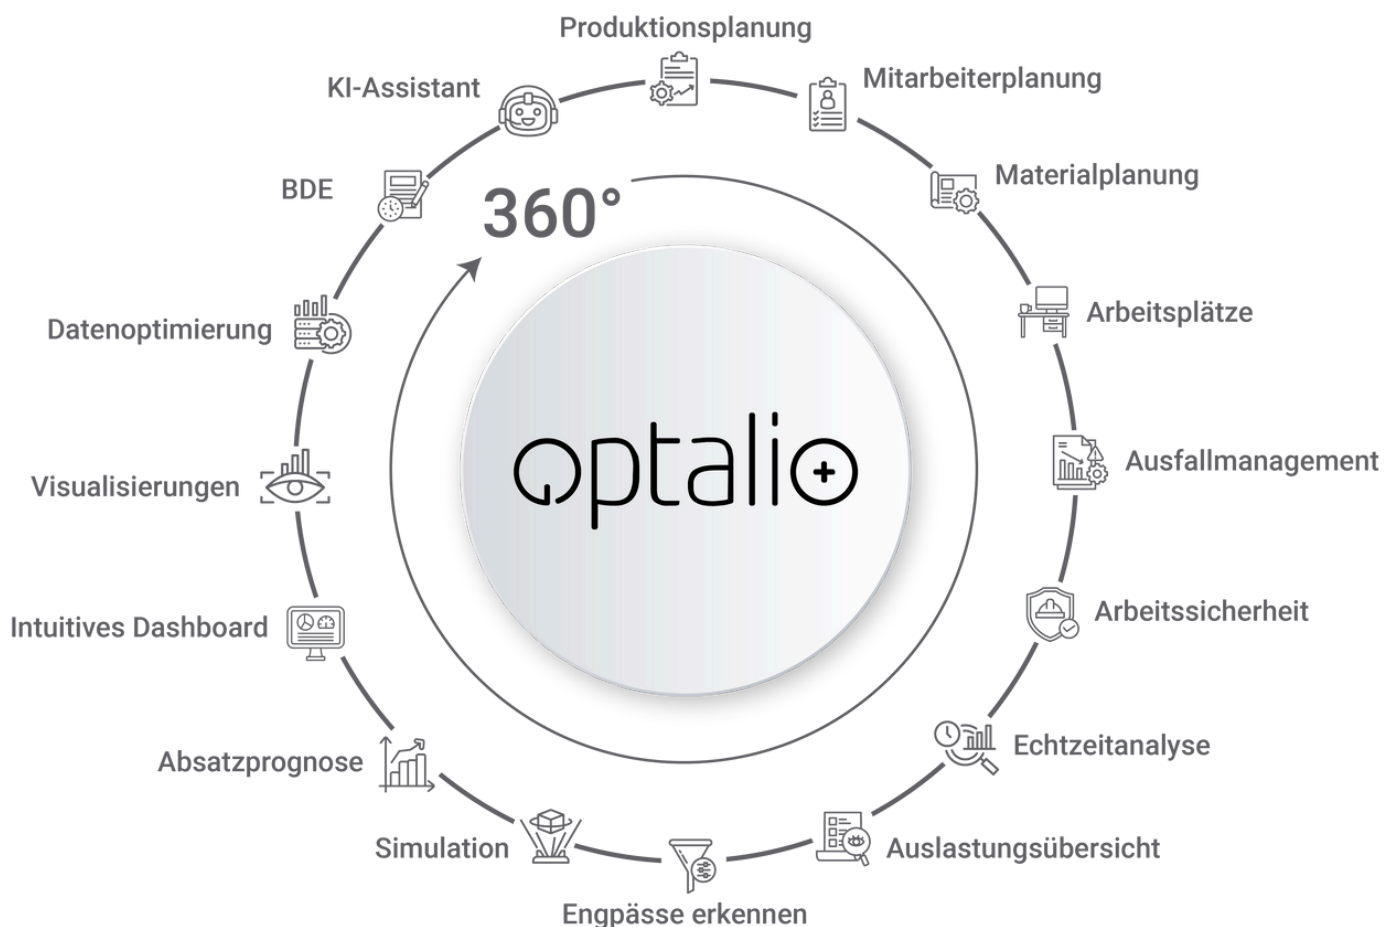 Produktionsplanung
Mitarbeiterplanung
Materialplanung
Arbeitsplätze
Ausfallmanagement
Arbeitssicherheit
Echtzeitanalyse
Auslastungsübersicht
Engpässe erkennen
Simulation
Absatzprognose
Intuitives Dashboard
Visualisierungen
Datenoptimierung
BDE
KI-Assistant
360°
optalio